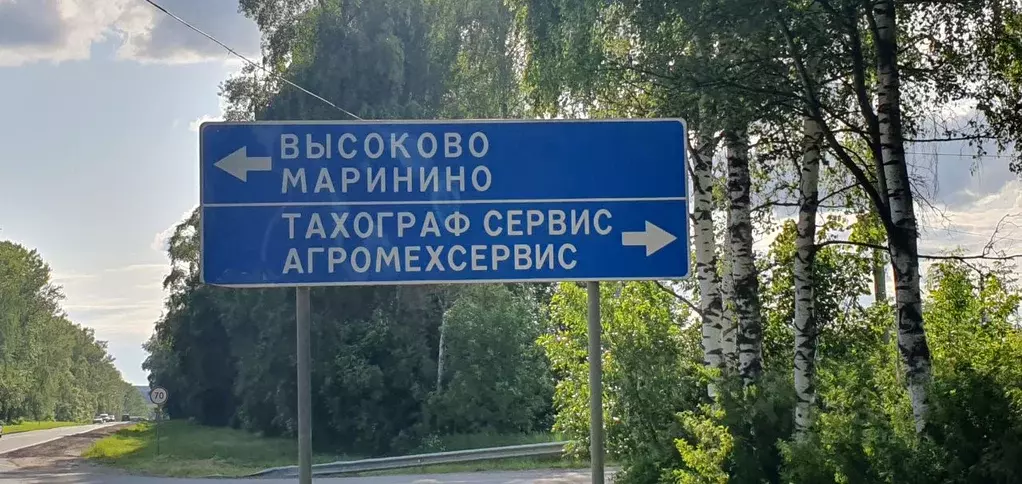 ВЫСОКОВО
МАРИНИНО
ТАХОГРАФ СЕРВИС
АГРОМЕХСЕРВИС
70